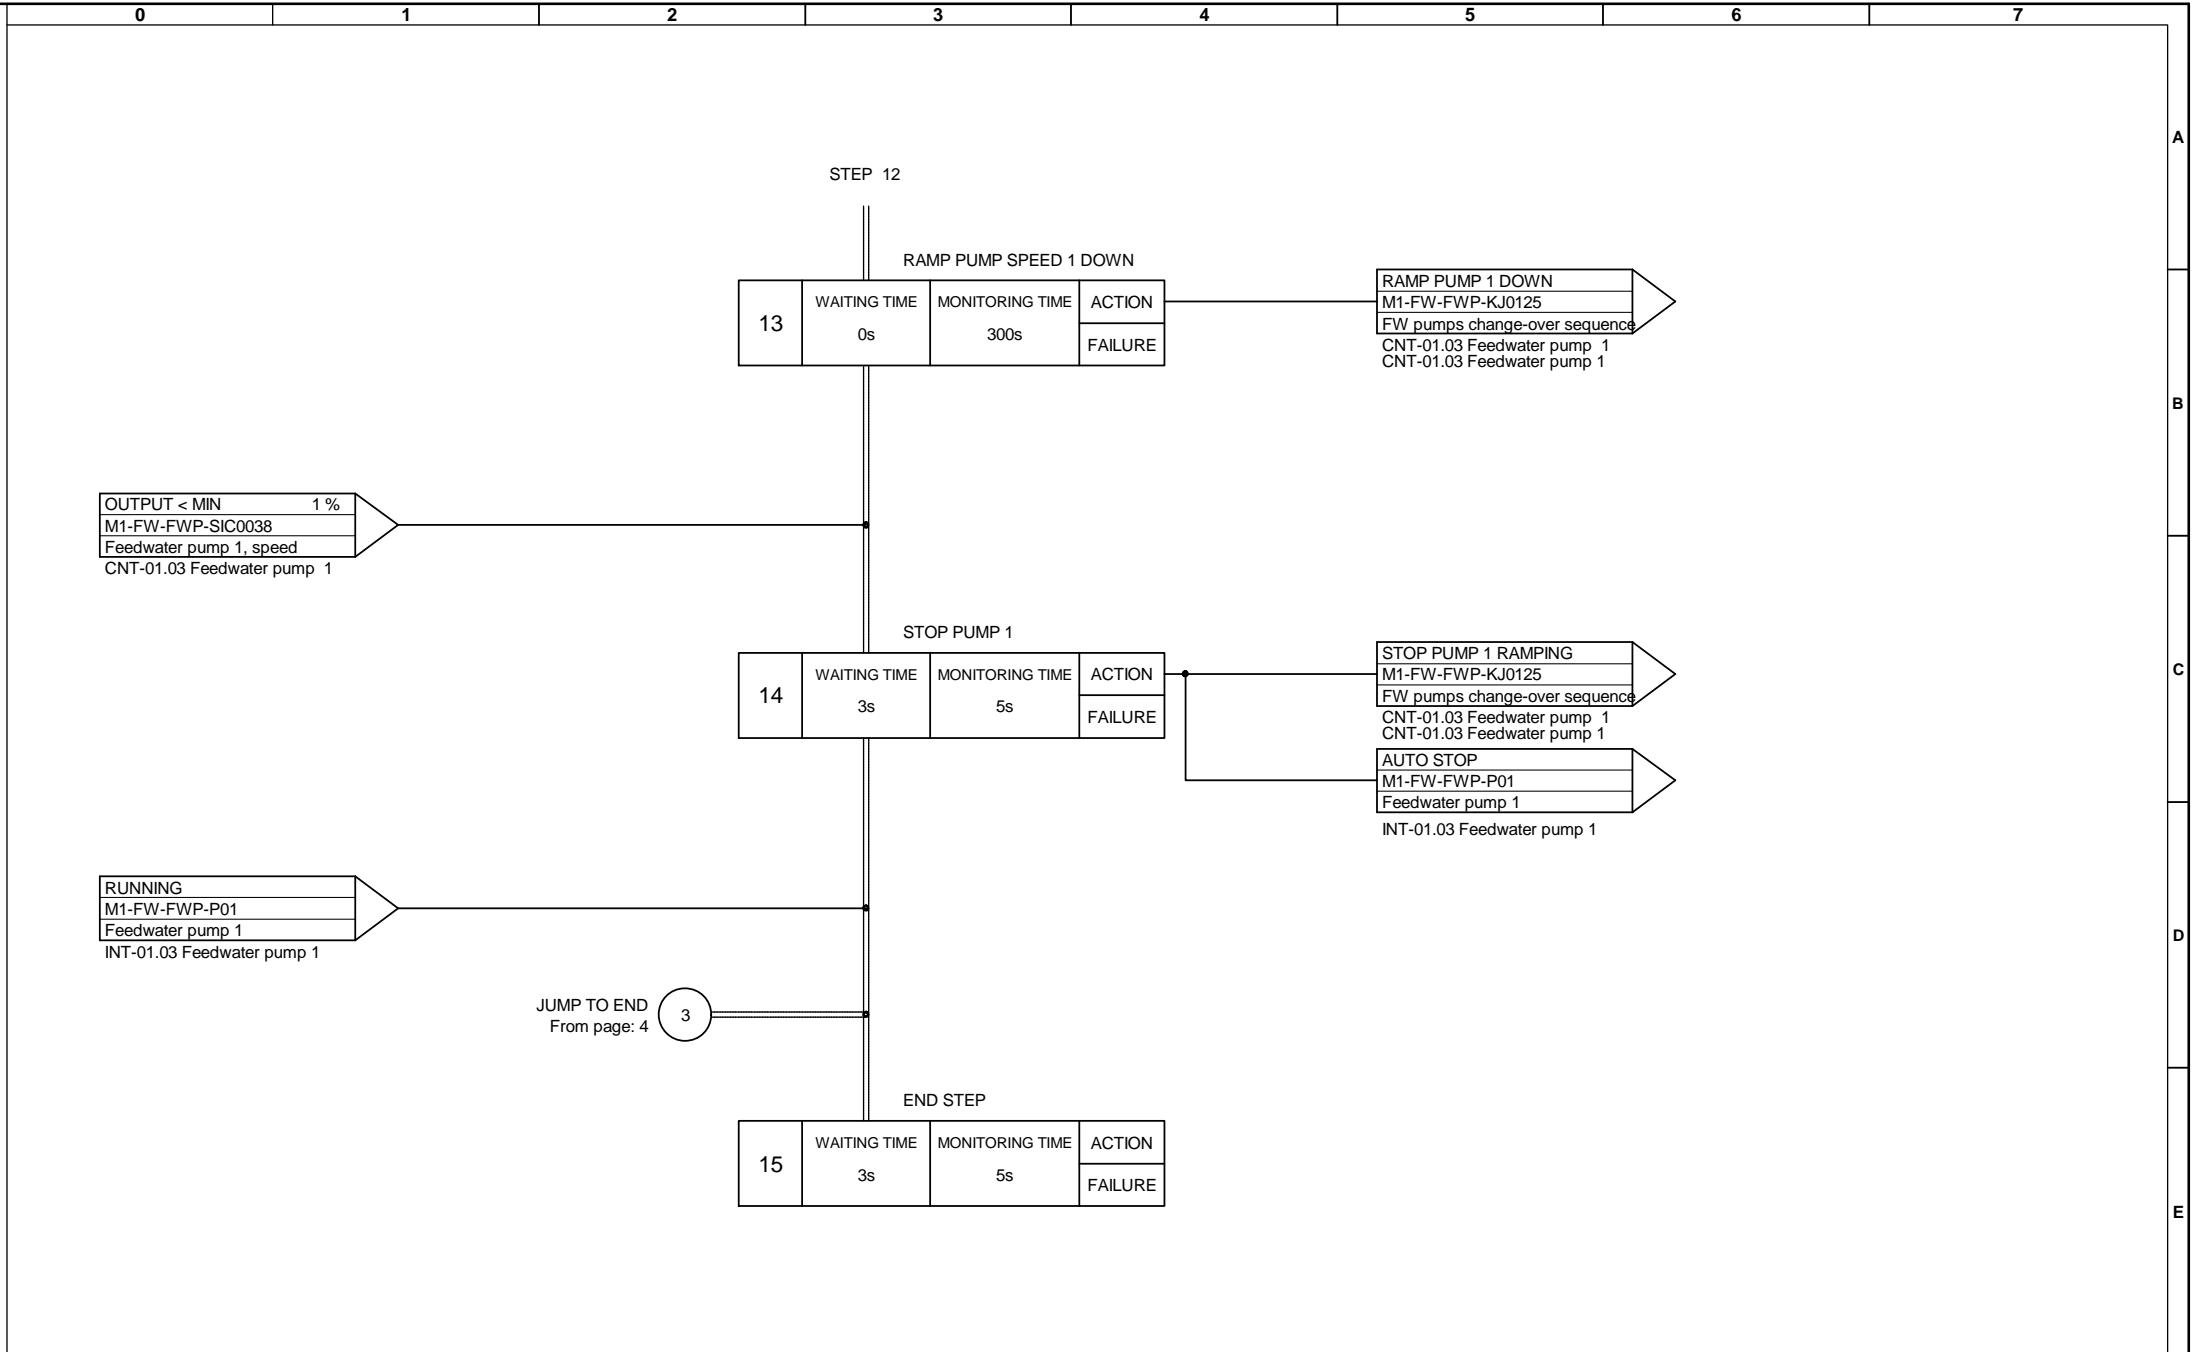 0 1 2 3 4 5 6 7
A
STEP 12
RAMP PUMP SPEED 1 DOWN
13
WAITING TIME
0s
MONITORING TIME
300s
ACTION
FAILURE
RAMP PUMP 1 DOWN
M1-FW-FWP-KJ0125
FW pumps change-over sequence
CNT-01.03 Feedwater pump 1
CNT-01.03 Feedwater pump 1
B
OUTPUT < MIN 1 %
M1-FW-FWP-SIC0038
Feedwater pump 1, speed
CNT-01.03 Feedwater pump 1
STOP PUMP 1
14
WAITING TIME
3s
MONITORING TIME
5s
ACTION
FAILURE
STOP PUMP 1 RAMPING
M1-FW-FWP-KJ0125
FW pumps change-over sequence
CNT-01.03 Feedwater pump 1
CNT-01.03 Feedwater pump 1
C
AUTO STOP
M1-FW-FWP-P01
Feedwater pump 1
INT-01.03 Feedwater pump 1
RUNNING
M1-FW-FWP-P01
Feedwater pump 1
INT-01.03 Feedwater pump 1
D
JUMP TO END
From page: 4
3
END STEP
15
WAITING TIME
3s
MONITORING TIME
5s
ACTION
FAILURE
E